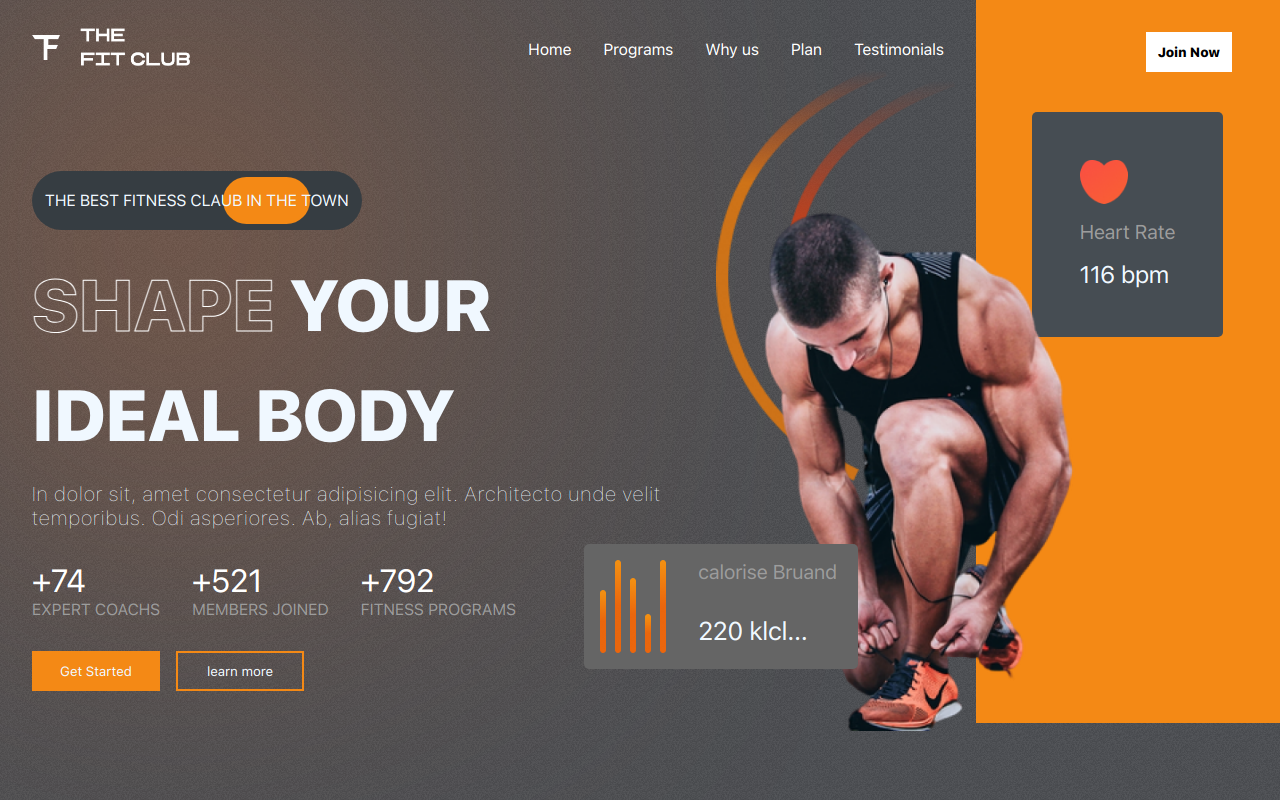 THE
FIT CLUB
Home
Programs
Why us
Plan
Testimonials
Join Now
THE BEST FITNESS CLAUB IN THE TOWN
SHAPE YOUR
IDEAL BODY
In dolor sit, amet consectetur adipisicing elit. Architecto unde velit
temporibus. Odi asperiores. Ab, alias fugiat!
+74
EXPERT COACHS
+521
MEMBERS JOINED
+792
FITNESS PROGRAMS
Get Started
learn more
Heart Rate
116 bpm
calorise Bruand
220 klcl...